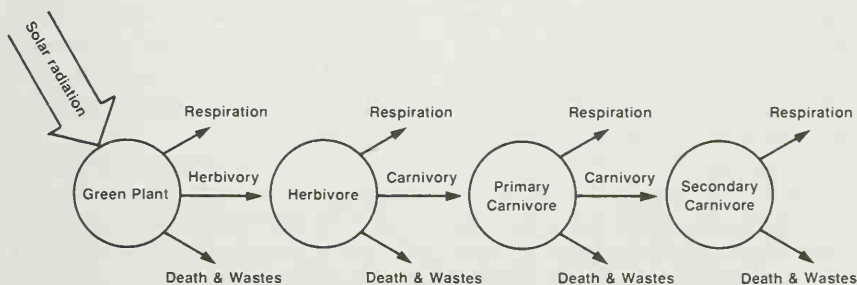 Solar radiation
Respiration
Respiration
Respiration
Respiration
Green Plant
Herbivory
Herbivore
Carnivory
Primary
Carnivore
Carnivory
Secondary
Carnivore
Death & Wastes
Death & Wastes
Death & Wastes
Death & Wastes